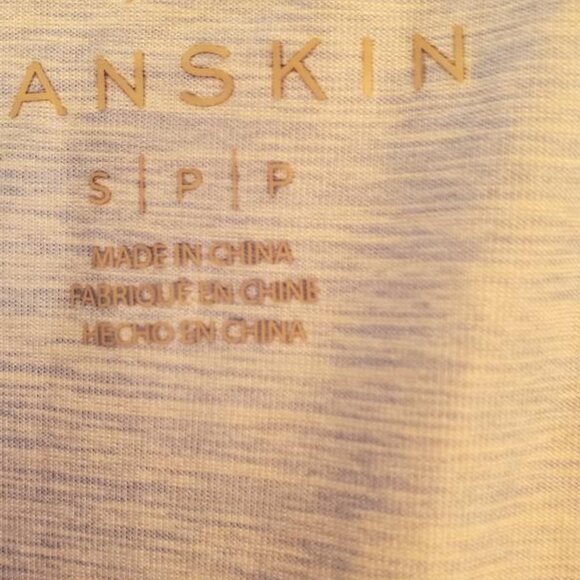 ANSKIN
S|P|P
MADE IN CHINA
FABRIQUÉ EN CHINE
HECHO EN CHINA